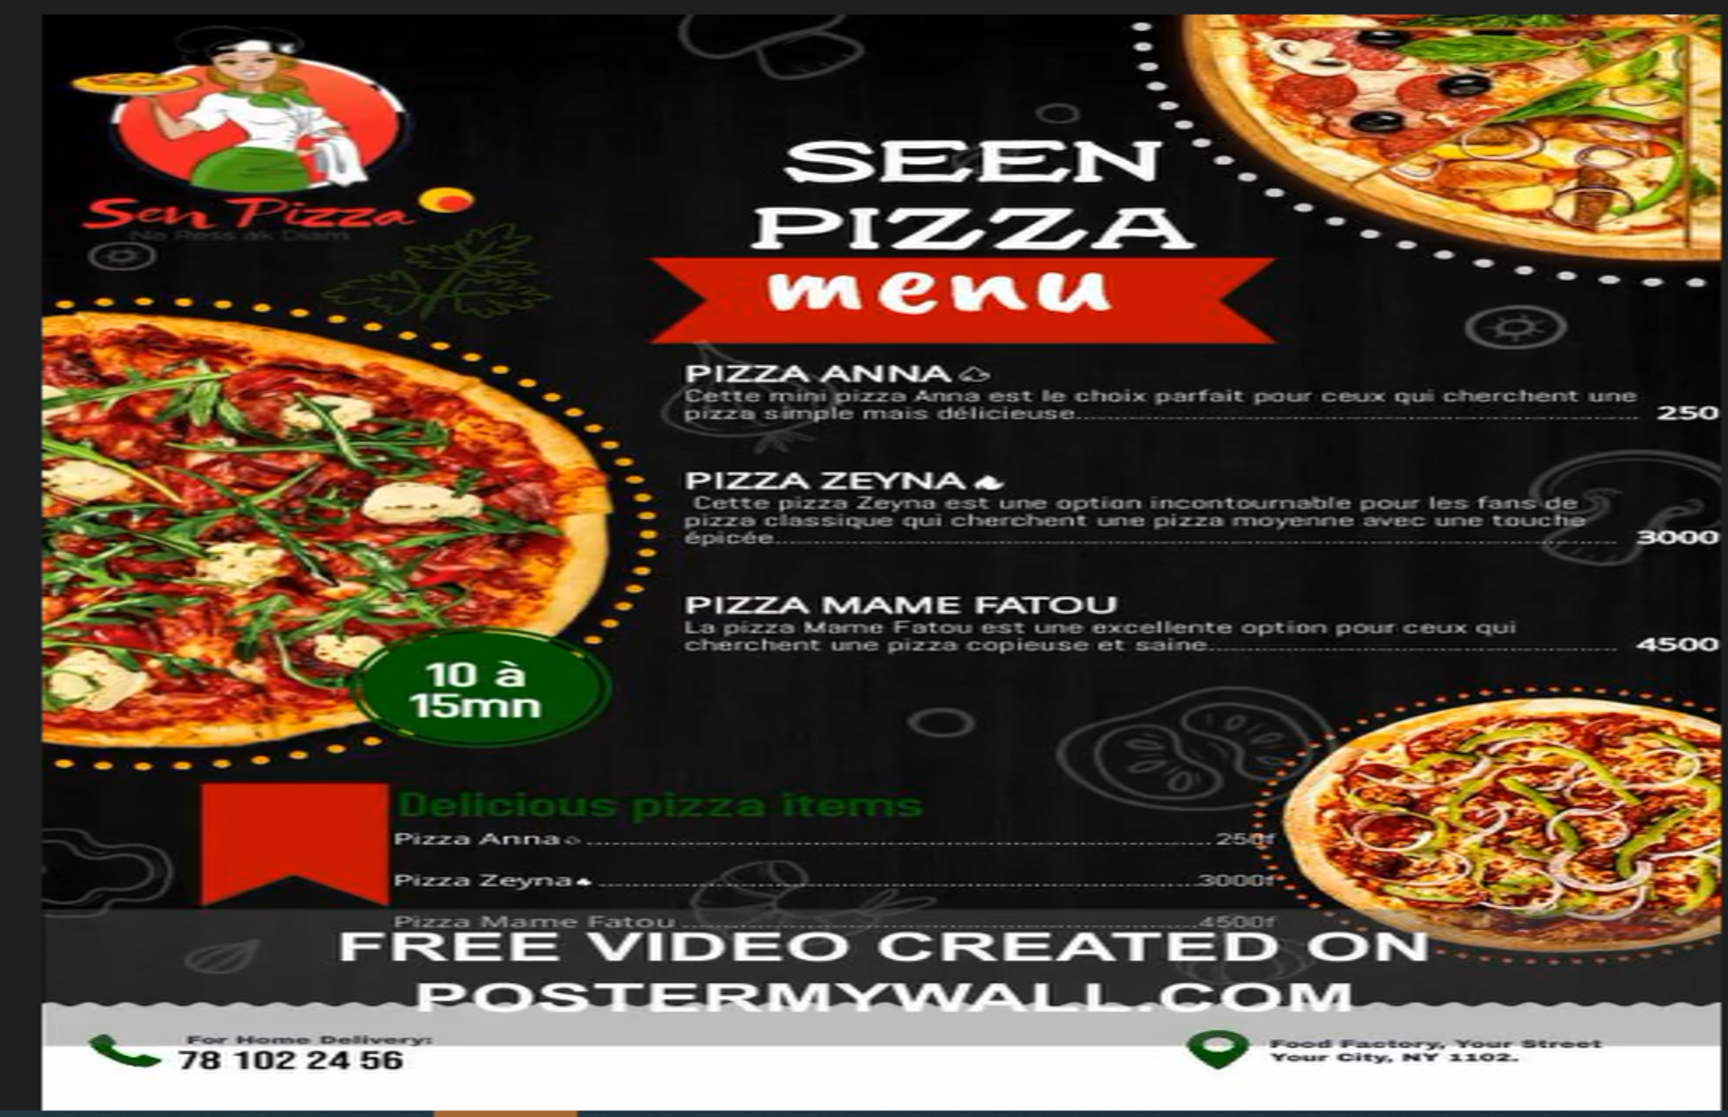 Sen Pizza
Na Ress ak Diam
SEEN
PIZZA
menu
PIZZA ANNA
Cette mini pizza Anna est le choix parfait pour ceux qui cherchent une
pizza simple mais délicieuse 250
PIZZA ZEYNA
Cette pizza Zeyna est une option incontournable pour les fans de
pizza classique qui cherchent une pizza moyenne avec une touche
épicée 3000
PIZZA MAME FATOU
La pizza Mame Fatou est une excellente option pour ceux qui
cherchent une pizza copieuse et saine 4500
10 à
15mn
Delicious pizza items
Pizza Anna 250f
Pizza Zeyna 3000f
Pizza Mame Fatou 4500f
FREE VIDEO CREATED ON
POSTERMYWALL.COM
For Home Delivery:
78 102 24 56
Food Factory, Your Street
Your City, NY 1102.